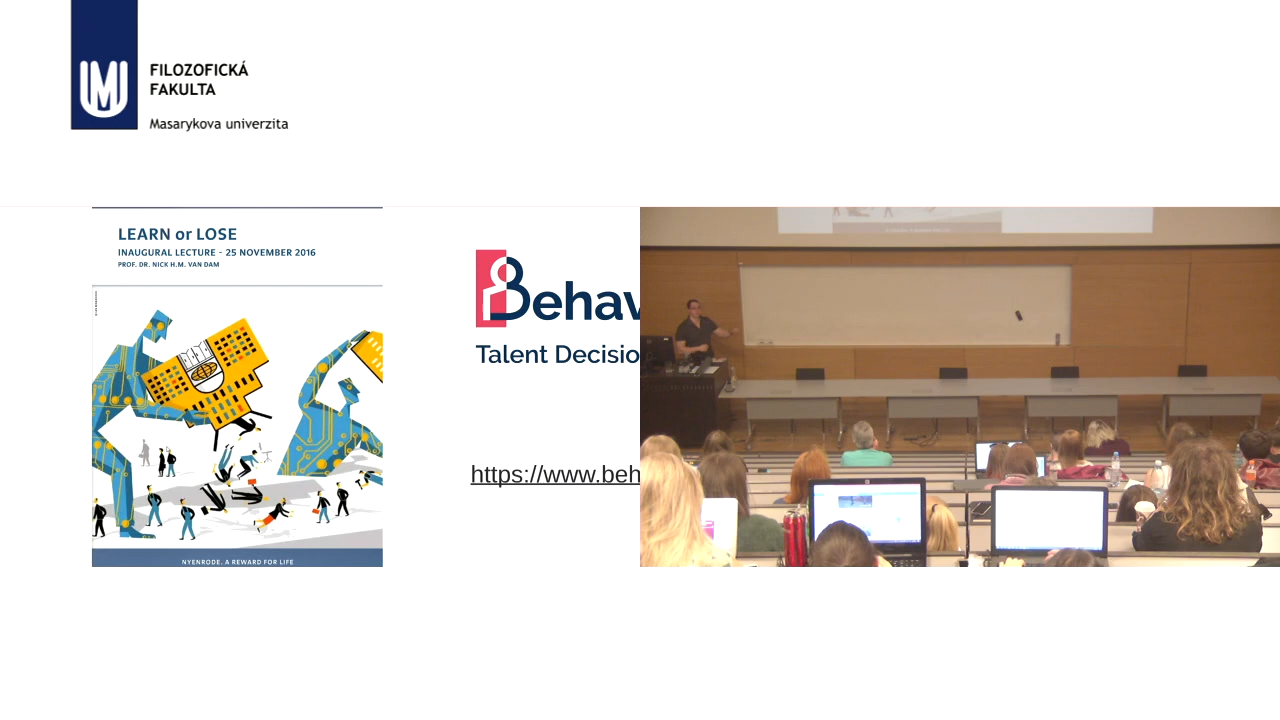 FILOZOFICKÁ
FAKULTA
Masarykova univerzita
LEARN or LOSE
INAUGURAL LECTURE - 25 NOVEMBER 2016
PROF. DR. NICK H.M. VAN DAM
NYENRODE. A REWARD FOR LIFE
Behav
Talent Decisio
https://www.beh